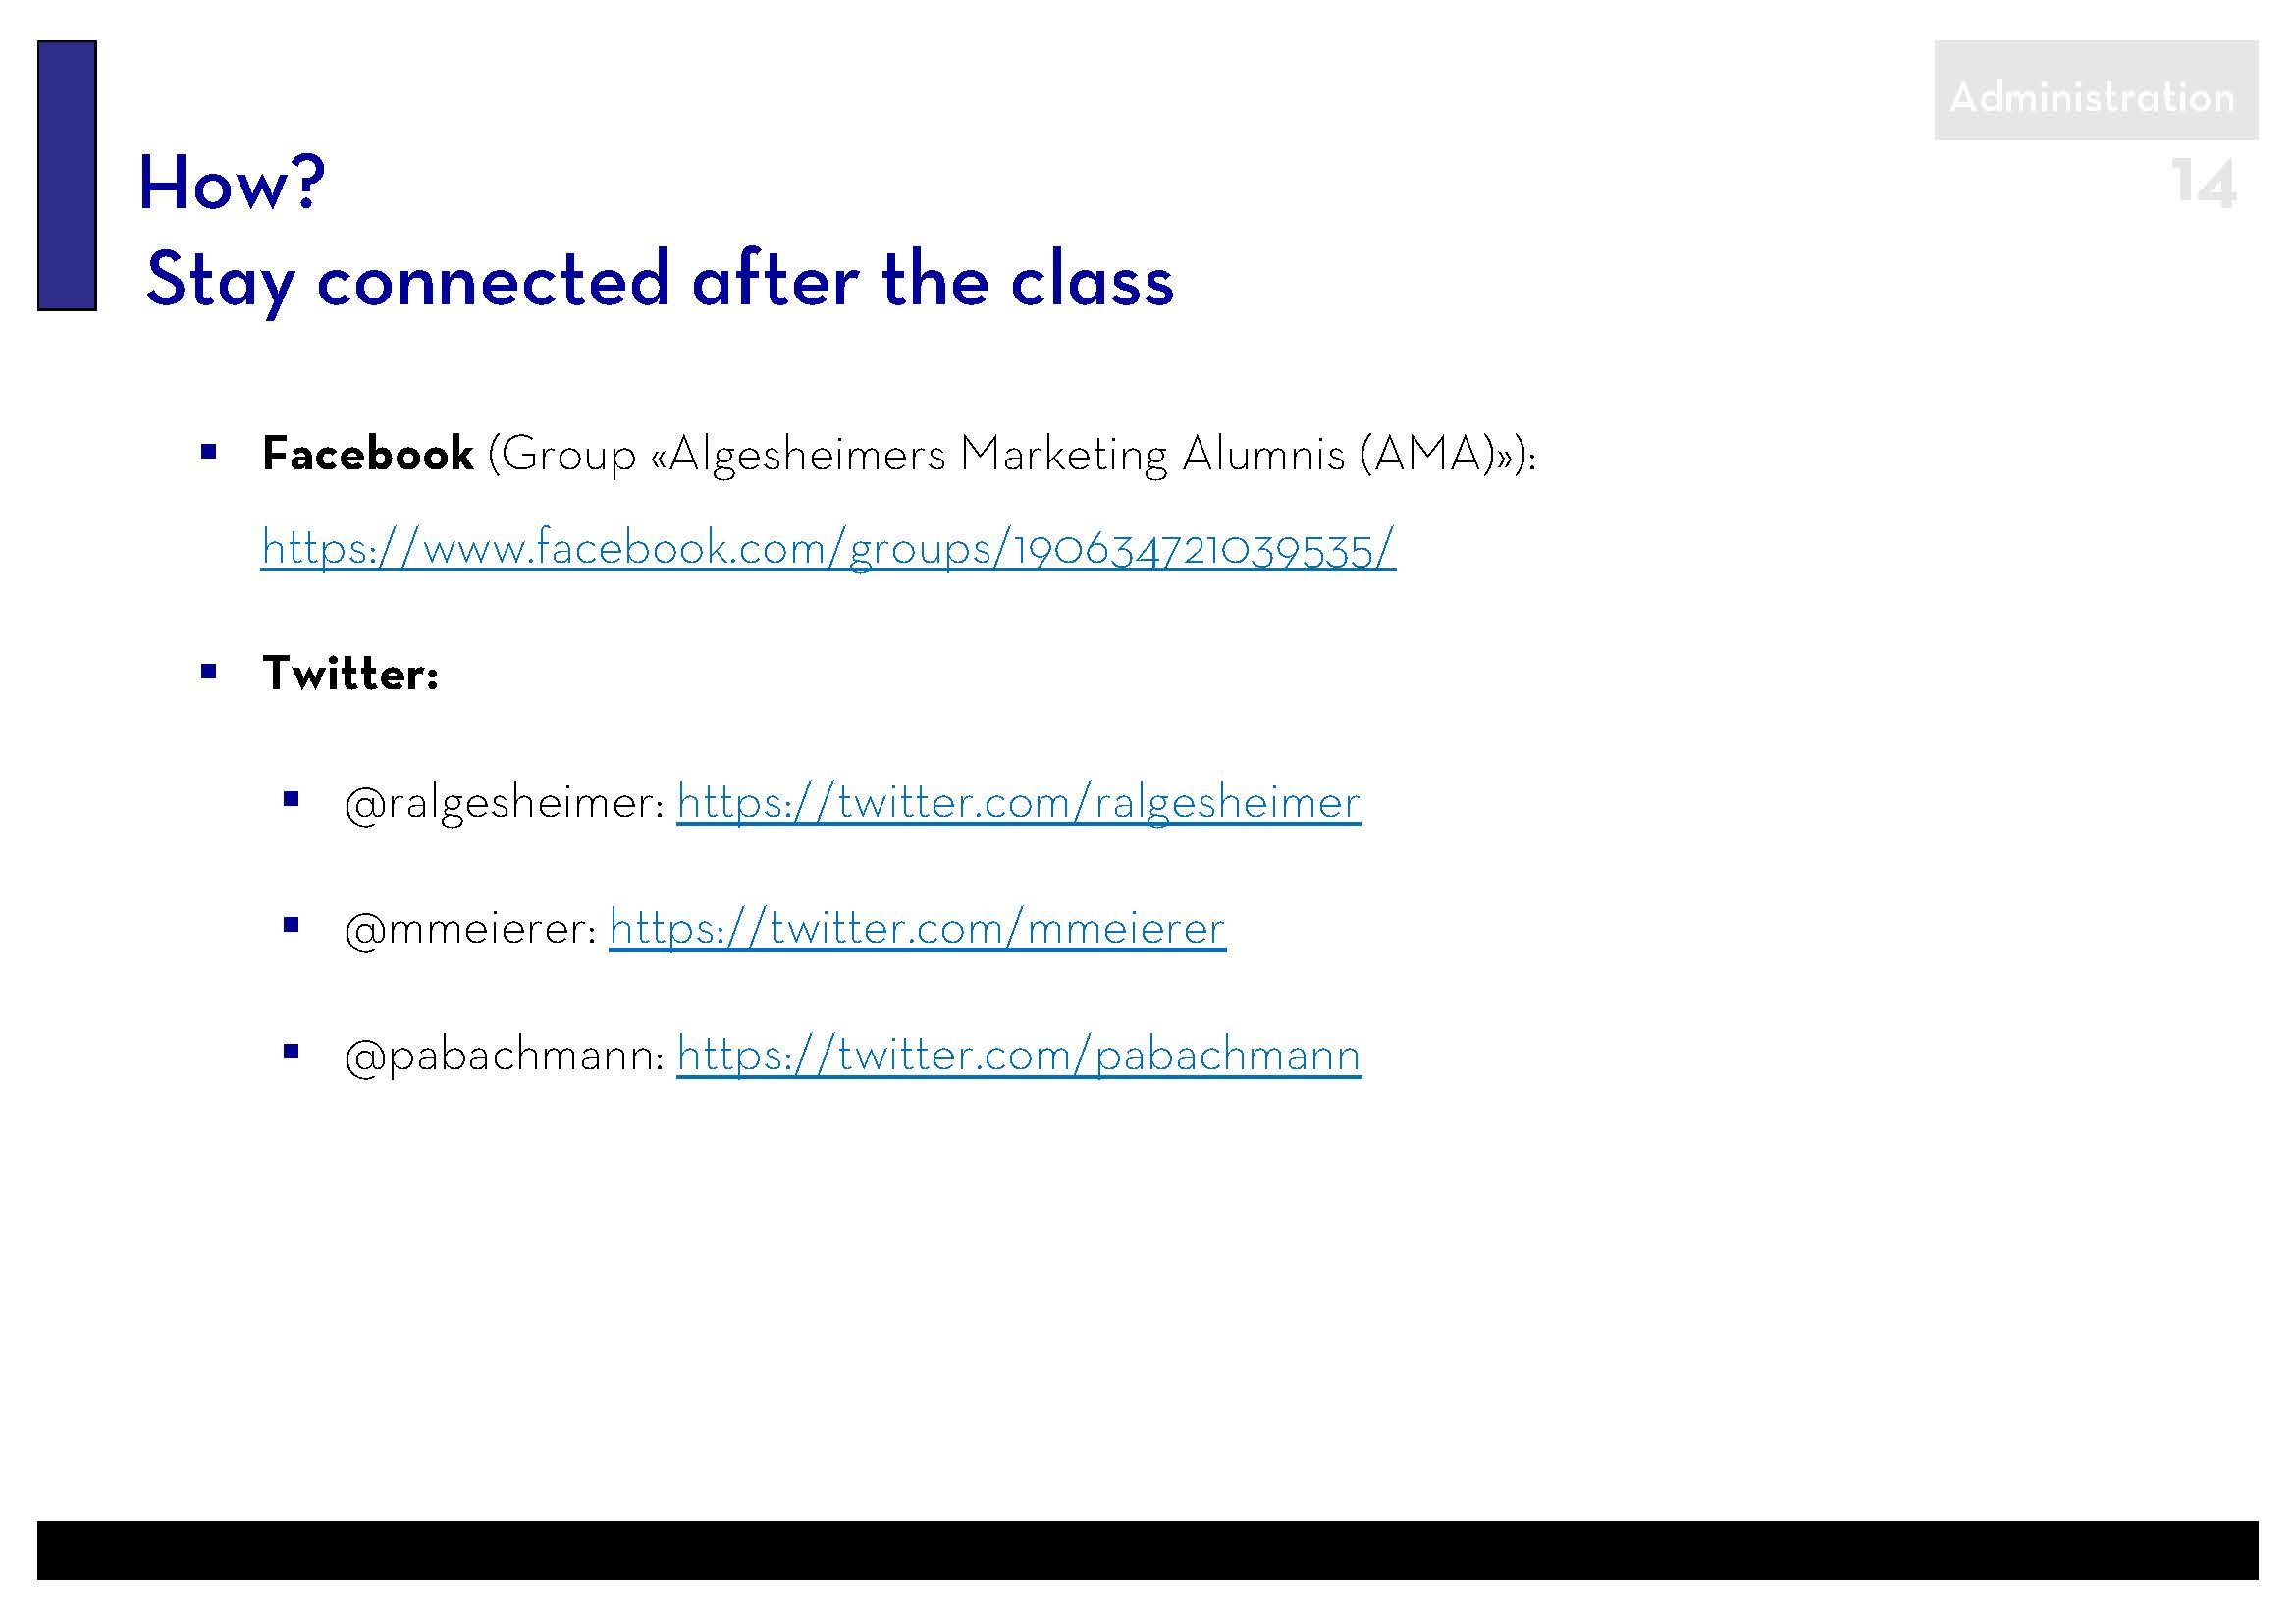 Administration
14
How?
Stay connected after the class
▪ Facebook (Group «Algesheimers Marketing Alumnis (AMA)»):
https://www.facebook.com/groups/190634721039535/
▪ Twitter:
▪ @ralgesheimer: https://twitter.com/ralgesheimer
▪ @mmeierer: https://twitter.com/mmeierer
▪ @pabachmann: https://twitter.com/pabachmann